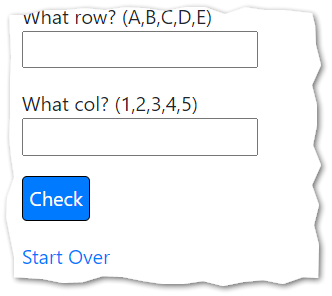 What row? (A,B,C,D,E)
What col? (1,2,3,4,5)
Check
Start Over